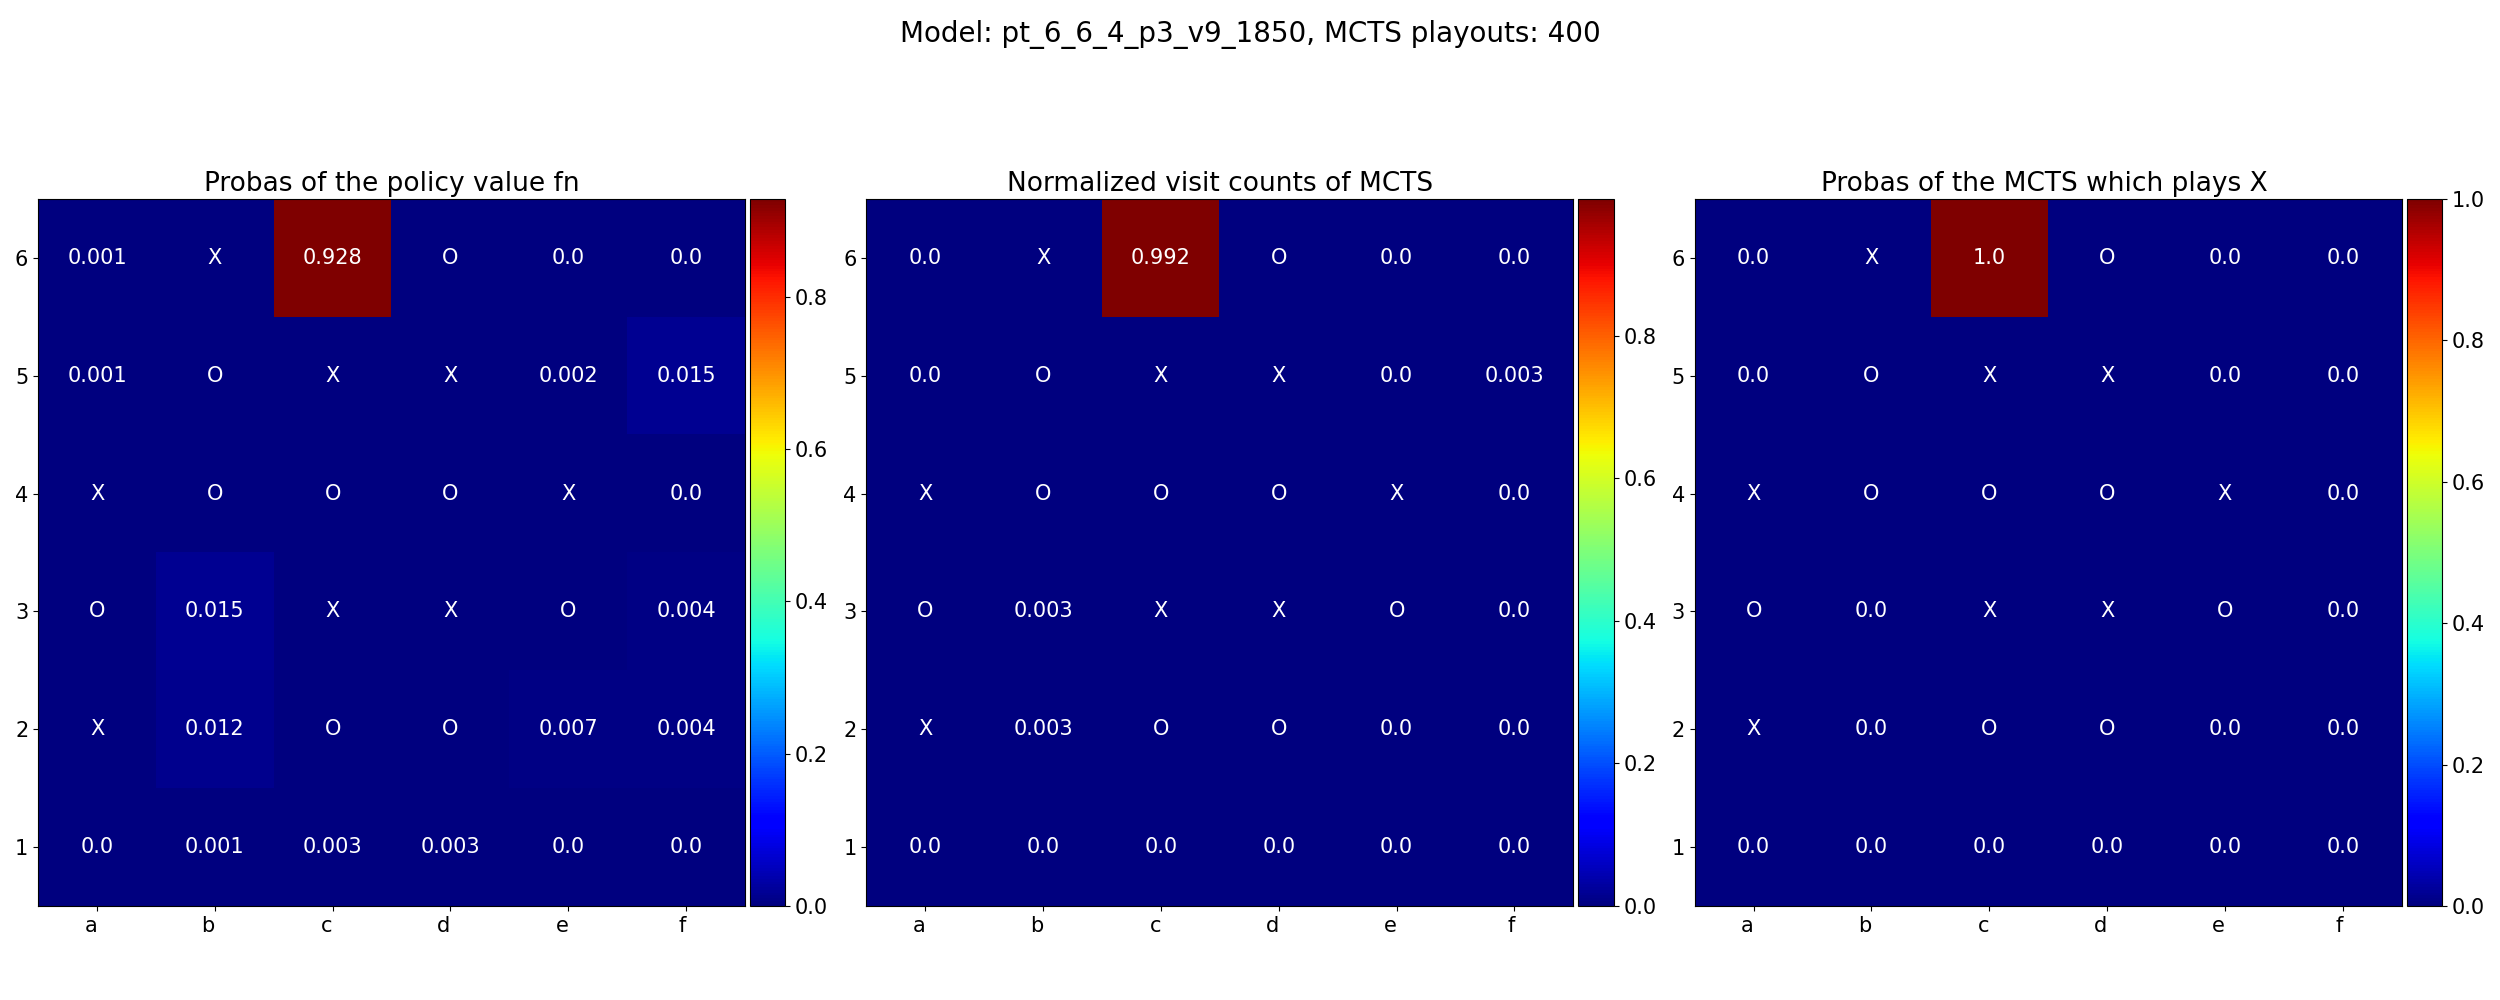 Model: pt_6_6_4_p3_v9_1850, MCTS playouts: 400
Probas of the policy value fn
6 0.001 X 0.928 O 0.0 0.0
5 0.001 O X X 0.002 0.015
4 X O O O X 0.0
3 O 0.015 X X O 0.004
2 X 0.012 O O 0.007 0.004
1 0.0 0.001 0.003 0.003 0.0 0.0
a b c d e f
0.8
0.6
0.4
0.2
0.0
Normalized visit counts of MCTS
6 0.0 X 0.992 O 0.0 0.0
5 0.0 O X X 0.0 0.003
4 X O O O X 0.0
3 O 0.003 X X O 0.0
2 X 0.003 O O 0.0 0.0
1 0.0 0.0 0.0 0.0 0.0 0.0
a b c d e f
0.8
0.6
0.4
0.2
0.0
Probas of the MCTS which plays X
6 0.0 X 1.0 O 0.0 0.0
5 0.0 O X X 0.0 0.0
4 X O O O X 0.0
3 O 0.0 X X O 0.0
2 X 0.0 O O 0.0 0.0
1 0.0 0.0 0.0 0.0 0.0 0.0
a b c d e f
1.0
0.8
0.6
0.4
0.2
0.0